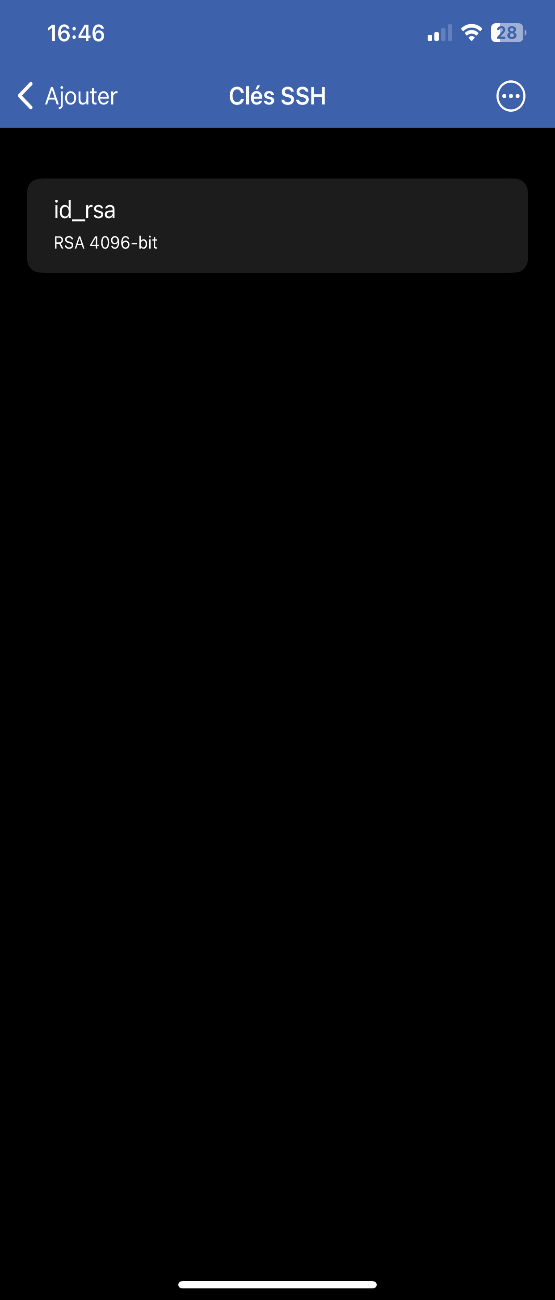 16:46
28
Ajouter
Clés SSH
id_rsa
RSA 4096-bit